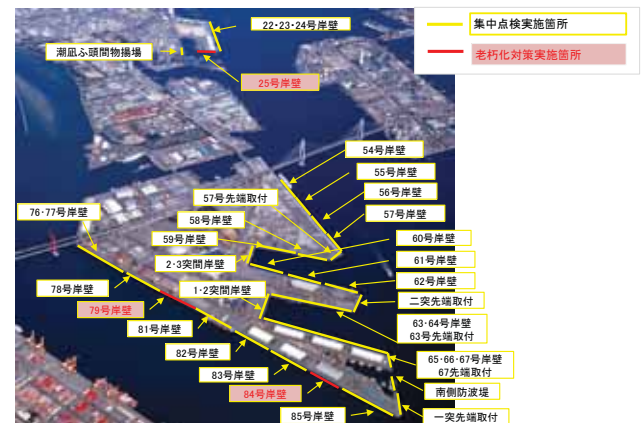 22・23・24号岸壁
集中点検実施箇所
潮凪ふ頭間物揚場
老朽化対策実施箇所
25号岸壁
54号岸壁
55号岸壁
57号先端取付
56号岸壁
76・77号岸壁
58号岸壁
57号岸壁
59号岸壁
60号岸壁
2・3突間岸壁
61号岸壁
78号岸壁
1・2突間岸壁
62号岸壁
79号岸壁
二突先端取付
81号岸壁
63・64号岸壁
63号先端取付
82号岸壁
65・66・67号岸壁
67先端取付
83号岸壁
南側防波堤
84号岸壁
85号岸壁
一突先端取付